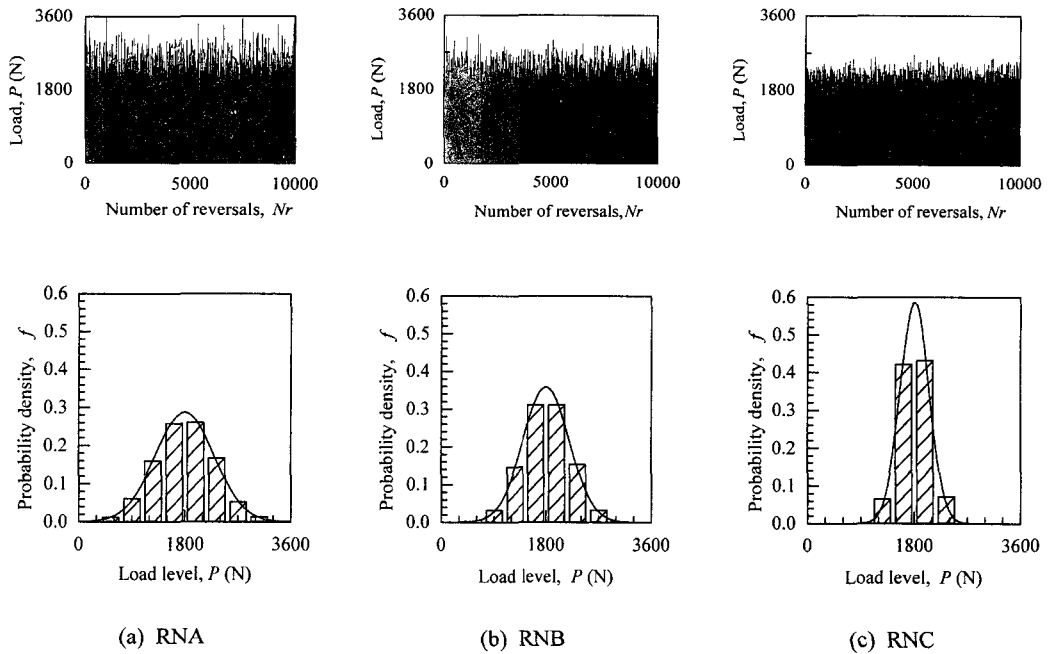 3600
1800
0
Load, P (N)
0 5000 10000
Number of reversals, Nr
3600
1800
0
Load, P (N)
0 5000 10000
Number of reversals, Nr
3600
1800
0
Load, P (N)
0 5000 10000
Number of reversals, Nr
0.6
0.5
0.4
0.3
0.2
0.1
0.0
Probability density, f
0 1800 3600
Load level, P (N)
0.6
0.5
0.4
0.3
0.2
0.1
0.0
Probability density, f
0 1800 3600
Load level, P (N)
0.6
0.5
0.4
0.3
0.2
0.1
0.0
Probability density, f
0 1800 3600
Load level, P (N)
(a) RNA
(b) RNB
(c) RNC